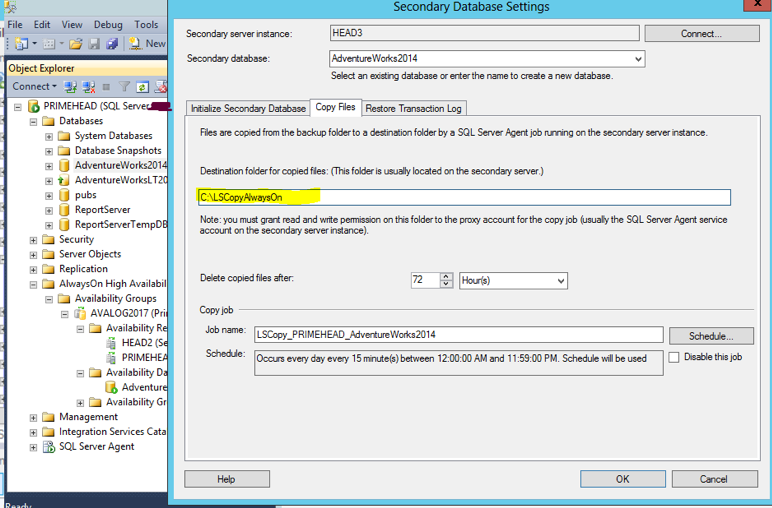 Secondary Database Settings
x
File Edit View Debug Tools
New
Object Explorer
Connect
PRIMEHEAD (SQL Server
Databases
System Databases
Database Snapshots
AdventureWorks2014
AdventureWorksLT20
pubs
ReportServer
ReportServerTempDB
Security
Server Objects
Replication
AlwaysOn High Availabil
Availability Groups
AVALOG2017 (Pri
Availability Re
HEAD2 (Se
PRIMEHEA
Availability Da
Adventure
Availability Gr
Management
Integration Services Cata
SQL Server Agent
Ready
Secondary server instance:
HEAD3
Connect...
Secondary database:
AdventureWorks2014
Select an existing database or enter the name to create a new database.
Initialize Secondary Database Copy Files Restore Transaction Log
Files are copied from the backup folder to a destination folder by a SQL Server Agent job running on the secondary server instance.
Destination folder for copied files: (This folder is usually located on the secondary server.)
C:\LSCopyAlwaysOn
Note: you must grant read and write permission on this folder to the proxy account for the copy job (usually the SQL Server Agent service
account on the secondary server instance).
Delete copied files after:
72
Hour(s)
Copy job
Job name:
LSCopy_PRIMEHEAD_AdventureWorks2014
Schedule...
Schedule:
Occurs every day every 15 minute(s) between 12:00:00 AM and 11:59:00 PM. Schedule will be used
Disable this job
Help
OK
Cancel